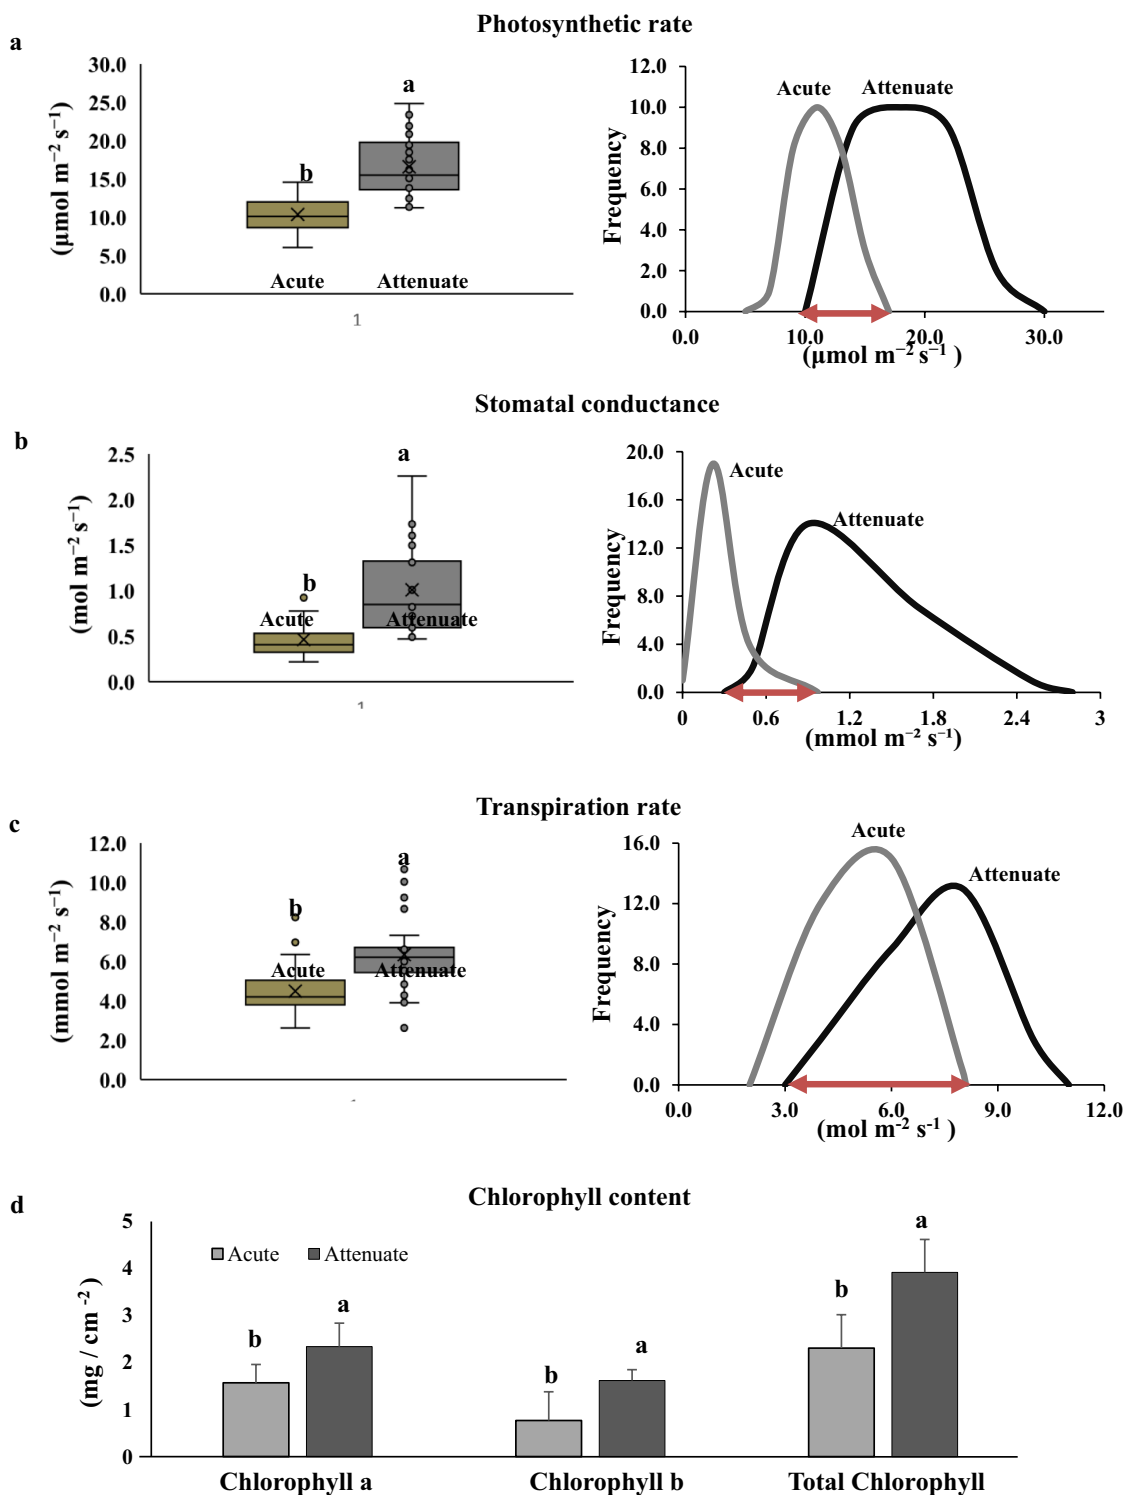 Photosynthetic rate
a
30.0
25.0
20.0
15.0
10.0
5.0
0.0
(µmol m⁻² s⁻¹)
b
a
Acute
Attenuate
1
12.0
10.0
8.0
6.0
4.0
2.0
0.0
Frequency
Acute
Attenuate
0.0
10.0
20.0
30.0
(µmol m⁻² s⁻¹ )
Stomatal conductance
b
2.5
2.0
1.5
1.0
0.5
0.0
(mol m⁻² s⁻¹)
b
a
Acute
Attenuate
20.0
16.0
12.0
8.0
4.0
0.0
Frequency
Acute
Attenuate
0
0.6
1.2
1.8
2.4
3
(mmol m⁻² s⁻¹)
Transpiration rate
c
12.0
10.0
8.0
6.0
4.0
2.0
0.0
(mmol m⁻² s⁻¹)
b
a
Acute
Attenuate
16.0
12.0
8.0
4.0
0.0
Frequency
Acute
Attenuate
0.0
3.0
6.0
9.0
12.0
(mol m⁻² s⁻¹ )
Chlorophyll content
d
5
4
3
2
1
0
(mg / cm ⁻²)
Acute
Attenuate
b
a
b
a
b
a
Chlorophyll a
Chlorophyll b
Total Chlorophyll